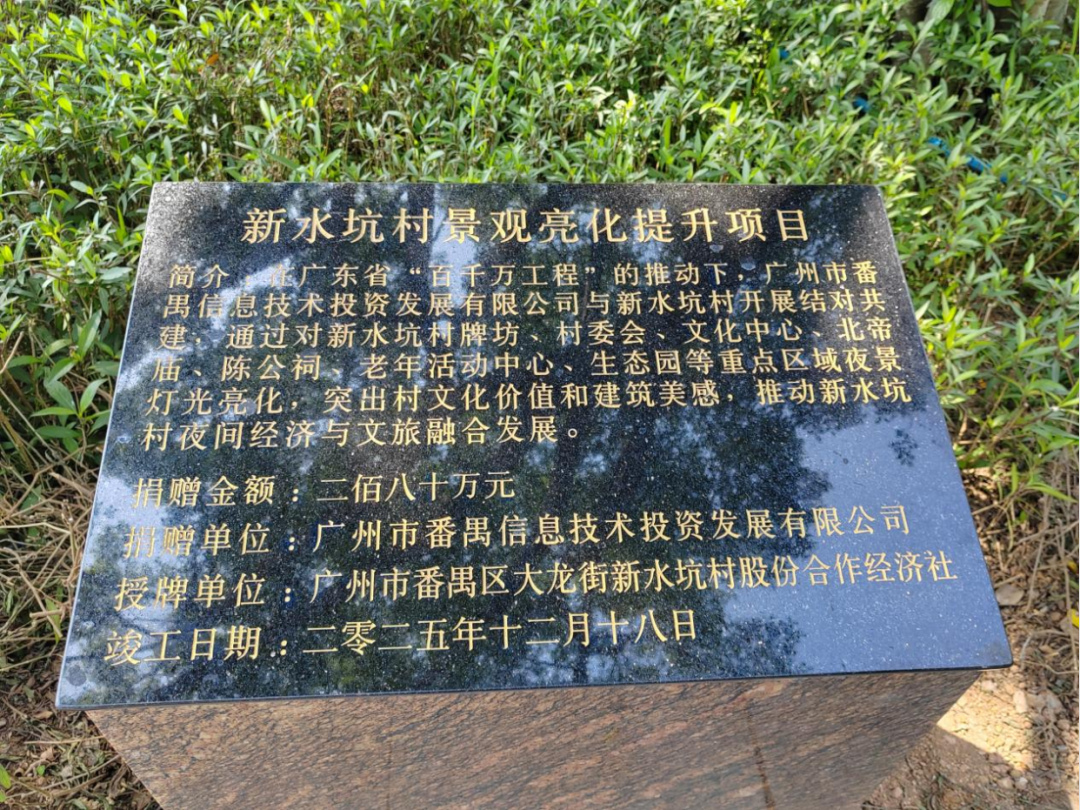 新水坑村景观亮化提升项目
简介：在广东省“百千万工程”的推动下，广州市番
禺信息技术投资发展有限公司与新水坑村开展结对共
建，通过对新水坑村牌坊、村委会、文化中心、北帝
庙、陈公祠、老年活动中心、生态园等重点区域夜景
灯光亮化，突出村文化价值和建筑美感，推动新水坑
村夜间经济与文旅融合发展。
捐赠金额：二佰八十万元
捐赠单位：广州市番禺信息技术投资发展有限公司
授牌单位：广州市番禺区大龙街新水坑村股份合作经济社
竣工日期：二零二五年十二月十八日